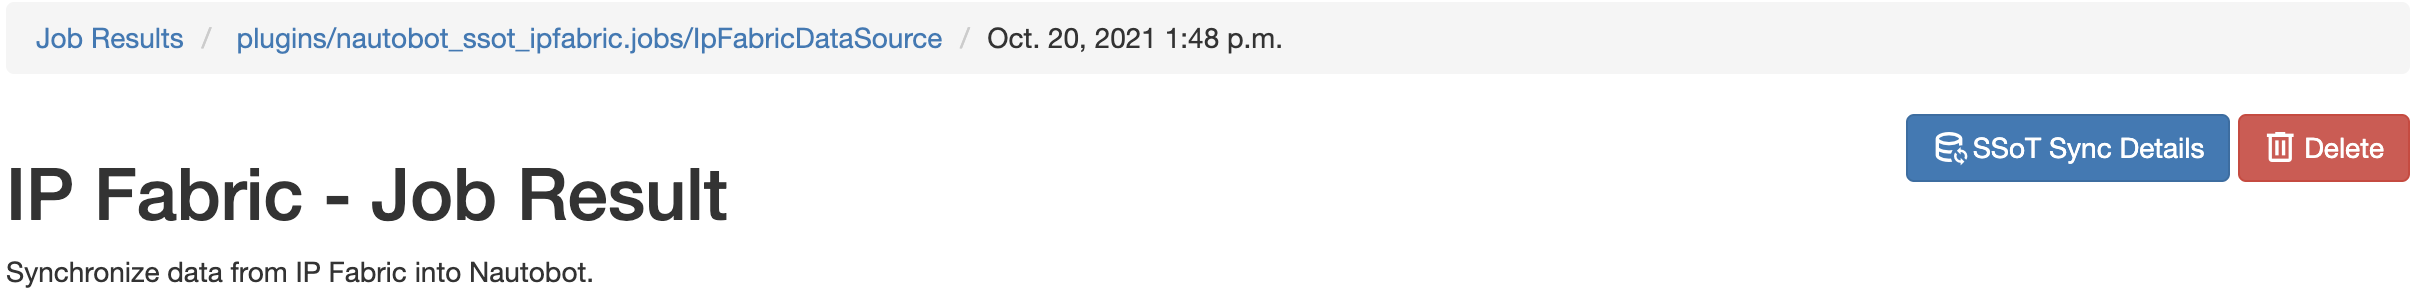 Job Results / plugins/nautobot_ssot_ipfabric.jobs/IpFabricDataSource / Oct. 20, 2021 1:48 p.m.
SSoT Sync Details Delete
IP Fabric - Job Result
Synchronize data from IP Fabric into Nautobot.